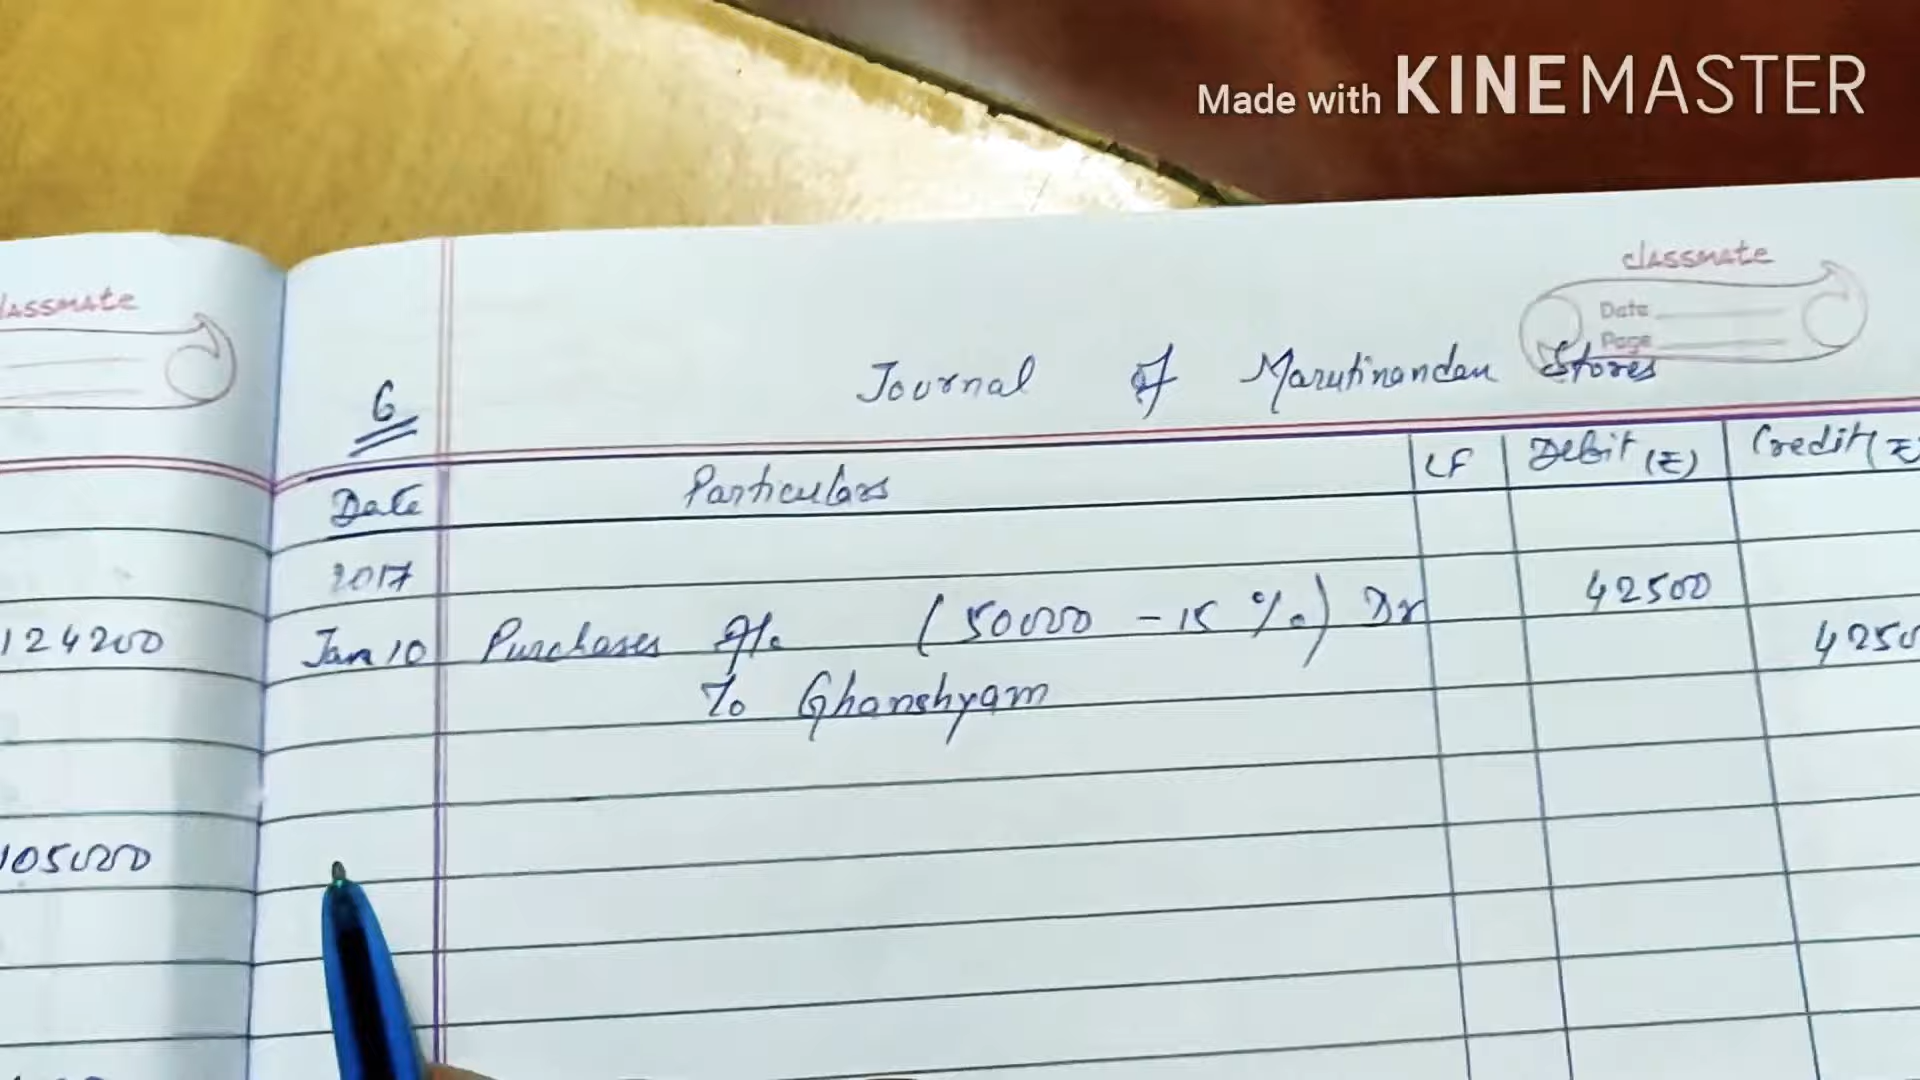 Made with KINEMASTER
classmate
Date
Page
classmate
6
Journal of Marutinandan Stores
Date Particulars LF Debit (₹) Credit (₹
2017
Jan 10 Purchases A/c (50000 - 15 %) Dr 42500
To Ghanshyam 4250
124200
105000